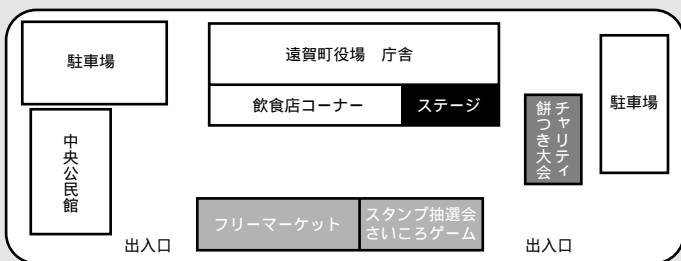 駐車場
遠賀町役場　庁舎
飲食店コーナー
ステージ
チャリティ
餅つき大会
駐車場
中央公民館
フリーマーケット
スタンプ抽選会
さいころゲーム
出入口
出入口